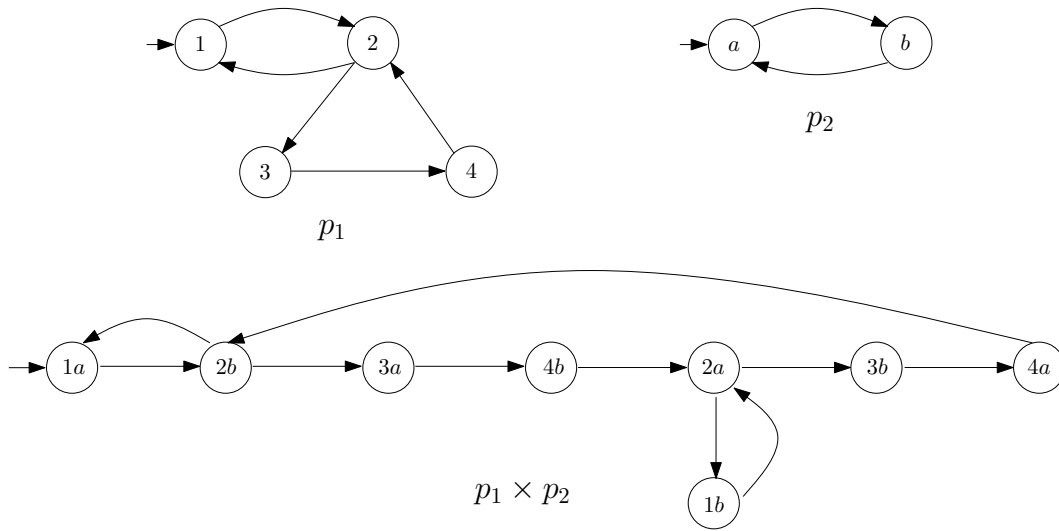 1 2 a b
p₂
3 4
p₁
1a 2b 3a 4b 2a 3b 4a
p₁ × p₂ 1b